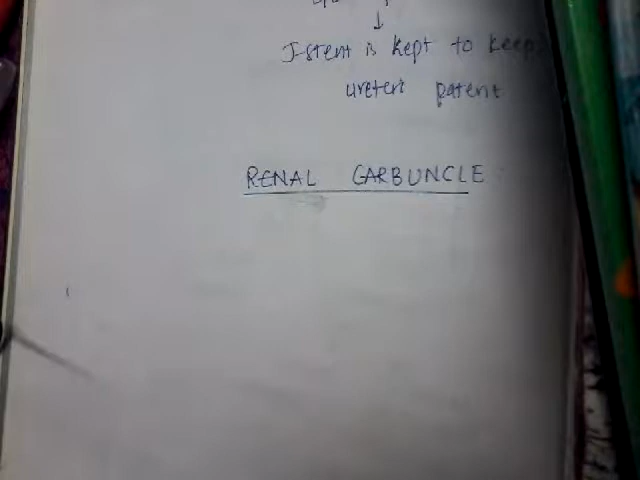 ↓
J-stent is kept to keep
ureters patent
RENAL CARBUNCLE